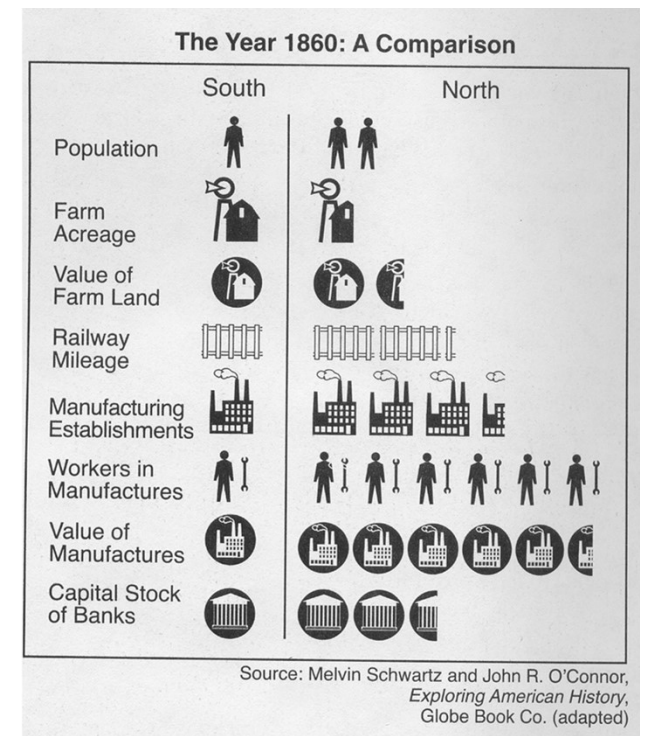 The Year 1860: A Comparison
South North
Population
Farm
Acreage
Value of
Farm Land
Railway
Mileage
Manufacturing
Establishments
Workers in
Manufactures
Value of
Manufactures
Capital Stock
of Banks
Source: Melvin Schwartz and John R. O'Connor,
Exploring American History,
Globe Book Co. (adapted)